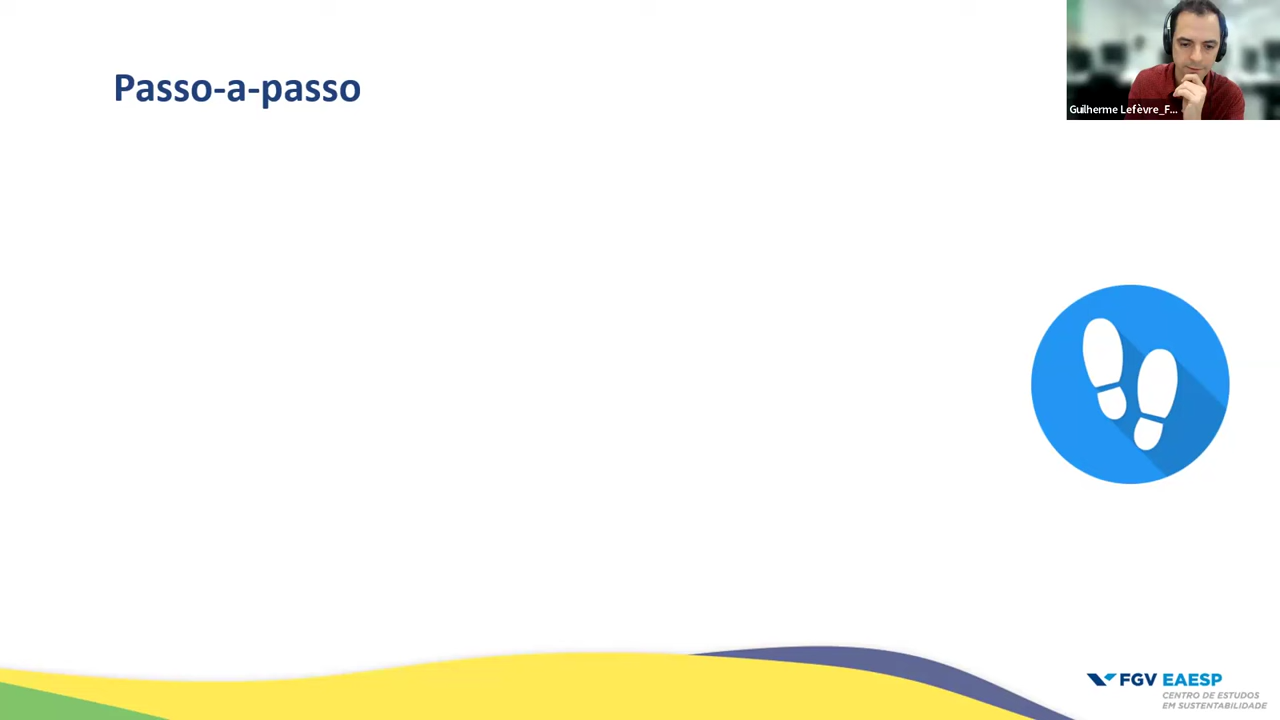 Passo-a-passo
Guilherme Lefèvre_F...
FGV EAESP
CENTRO DE ESTUDOS
EM SUSTENTABILIDADE